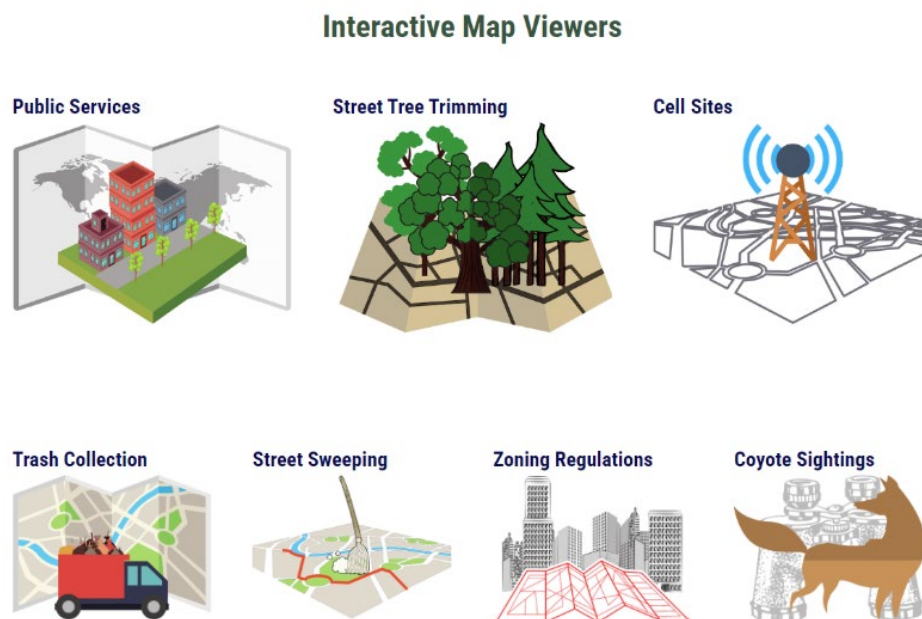 Interactive Map Viewers
Public Services
Street Tree Trimming
Cell Sites
Trash Collection
Street Sweeping
Zoning Regulations
Coyote Sightings